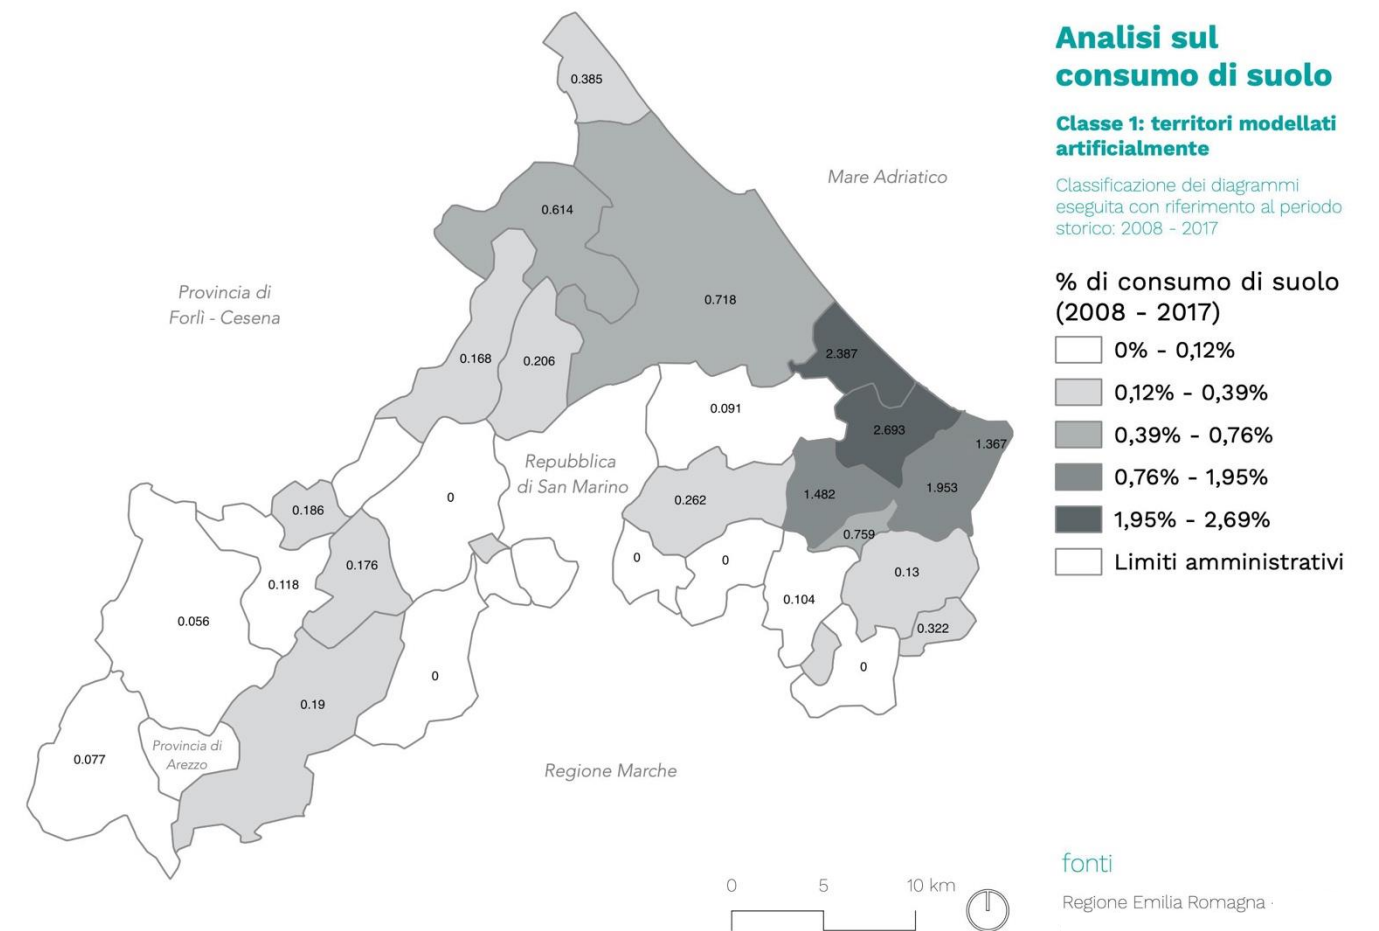 Analisi sul
consumo di suolo
Classe 1: territori modellati
artificialmente
Classificazione dei diagrammi
eseguita con riferimento al periodo
storico: 2008 - 2017
% di consumo di suolo
(2008 - 2017)
0% - 0,12%
0,12% - 0,39%
0,39% - 0,76%
0,76% - 1,95%
1,95% - 2,69%
Limiti amministrativi
fonti
Regione Emilia Romagna ·
0.385
Mare Adriatico
0.614
Provincia di
Forlì - Cesena
0.718
0.168
0.206
2.387
0.091
2.693
1.367
Repubblica
di San Marino
0
0.262
1.482
1.953
0.186
0.759
0.176
0
0
0.118
0.13
0.104
0.056
0.322
0
0
0.19
Provincia di
Arezzo
0.077
Regione Marche
0
5
10 km